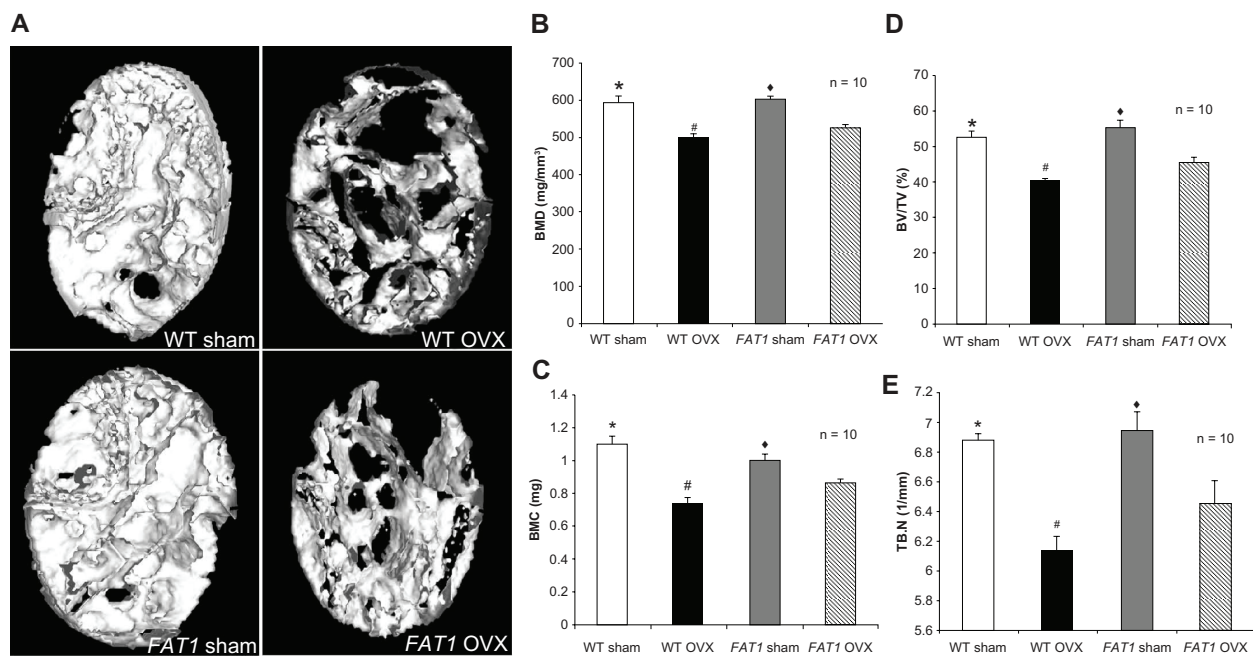 A
WT sham
WT OVX
FAT1 sham
FAT1 OVX
B
700
600
500
400
300
200
100
0
BMD (mg/mm³)
*
#
♦
n = 10
WT sham
WT OVX
FAT1 sham
FAT1 OVX
C
1.4
1.2
1
0.8
0.6
0.4
0.2
0
BMC (mg)
*
#
♦
n = 10
WT sham
WT OVX
FAT1 sham
FAT1 OVX
D
70
60
50
40
30
20
10
0
BV/TV (%)
*
#
♦
n = 10
WT sham
WT OVX
FAT1 sham
FAT1 OVX
E
7.2
7
6.8
6.6
6.4
6.2
6
5.8
5.6
TB.N (1/mm)
*
#
♦
n = 10
WT sham
WT OVX
FAT1 sham
FAT1 OVX